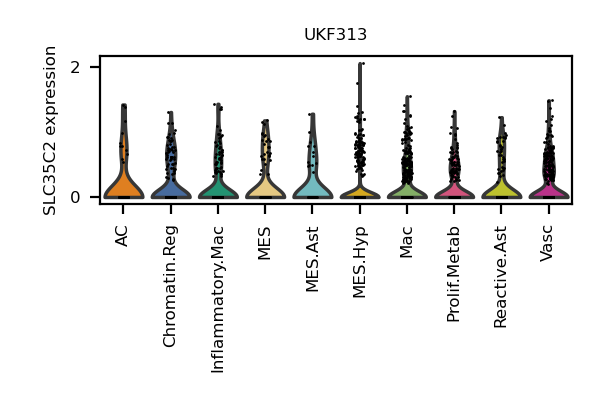 UKF313
SLC35C2 expression
2
0
AC
Chromatin.Reg
Inflammatory.Mac
MES
MES.Ast
MES.Hyp
Mac
Prolif.Metab
Reactive.Ast
Vasc